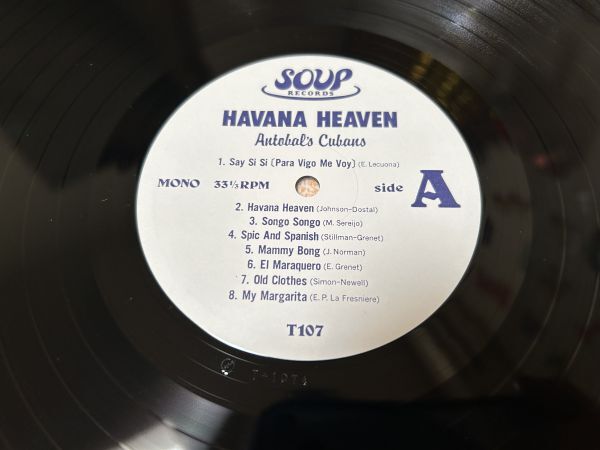 SOUP
RECORDS
HAVANA HEAVEN
Antobal's Cubans
1. Say Si Si (Para Vigo Me Voy) (E. Lecuona)
MONO 33⅓RPM side A
2. Havana Heaven (Johnson-Dostal)
3. Songo Songo (M. Sereijo)
4. Spic And Spanish (Stillman-Grenet)
5. Mammy Bong (J. Norman)
6. El Maraquero (E. Grenet)
7. Old Clothes (Simon-Newell)
8. My Margarita (E. P. La Fresniere)
T107